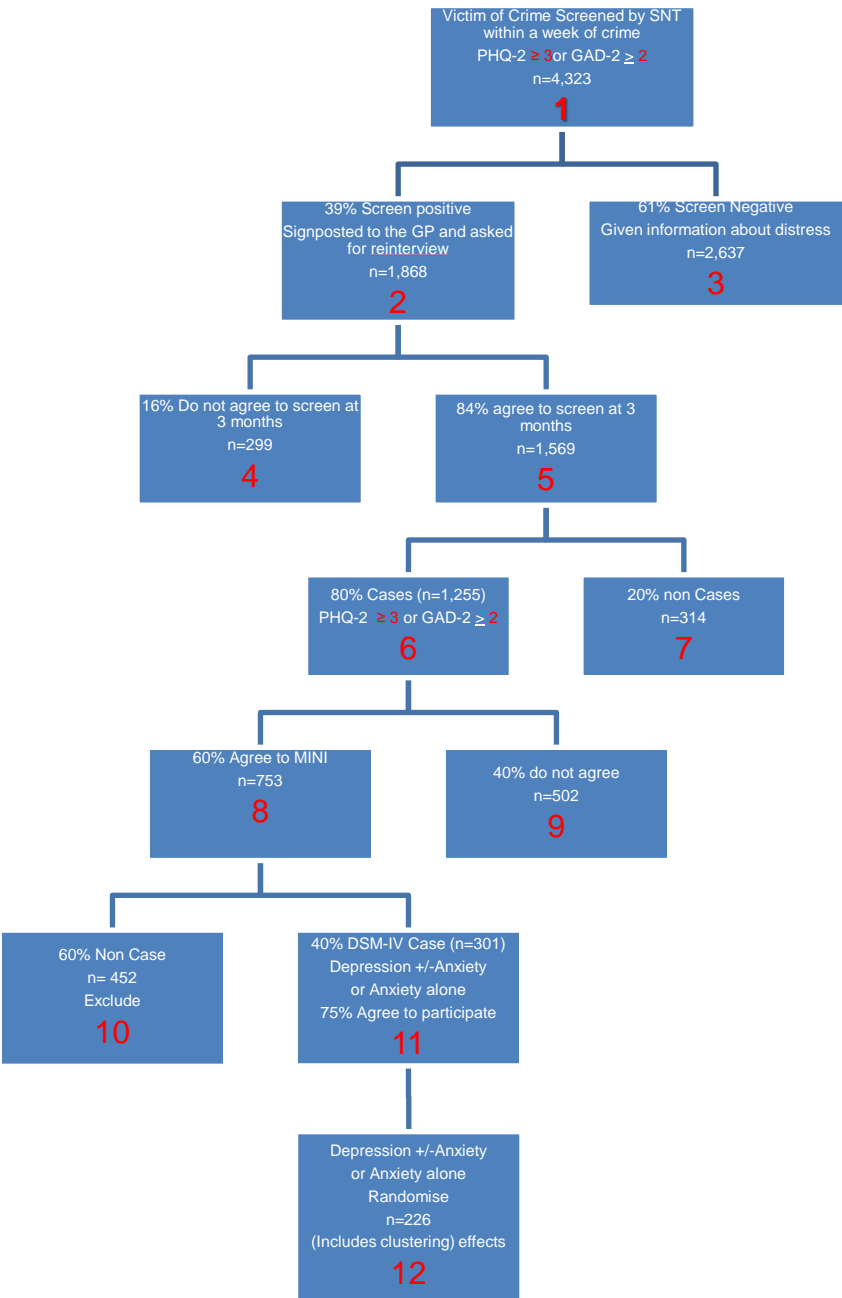 Victim of Crime Screened by SNT
within a week of crime
PHQ-2 ≥ 3or GAD-2 ≥ 2
n=4,323
1
39% Screen positive
Signposted to the GP and asked
for reinterview
n=1,868
2
61% Screen Negative
Given information about distress
n=2,637
3
16% Do not agree to screen at
3 months
n=299
4
84% agree to screen at 3
months
n=1,569
5
80% Cases (n=1,255)
PHQ-2 ≥ 3 or GAD-2 ≥ 2
6
20% non Cases
n=314
7
60% Agree to MINI
n=753
8
40% do not agree
n=502
9
60% Non Case
n= 452
Exclude
10
40% DSM-IV Case (n=301)
Depression +/-Anxiety
or Anxiety alone
75% Agree to participate
11
Depression +/-Anxiety
or Anxiety alone
Randomise
n=226
(Includes clustering) effects
12